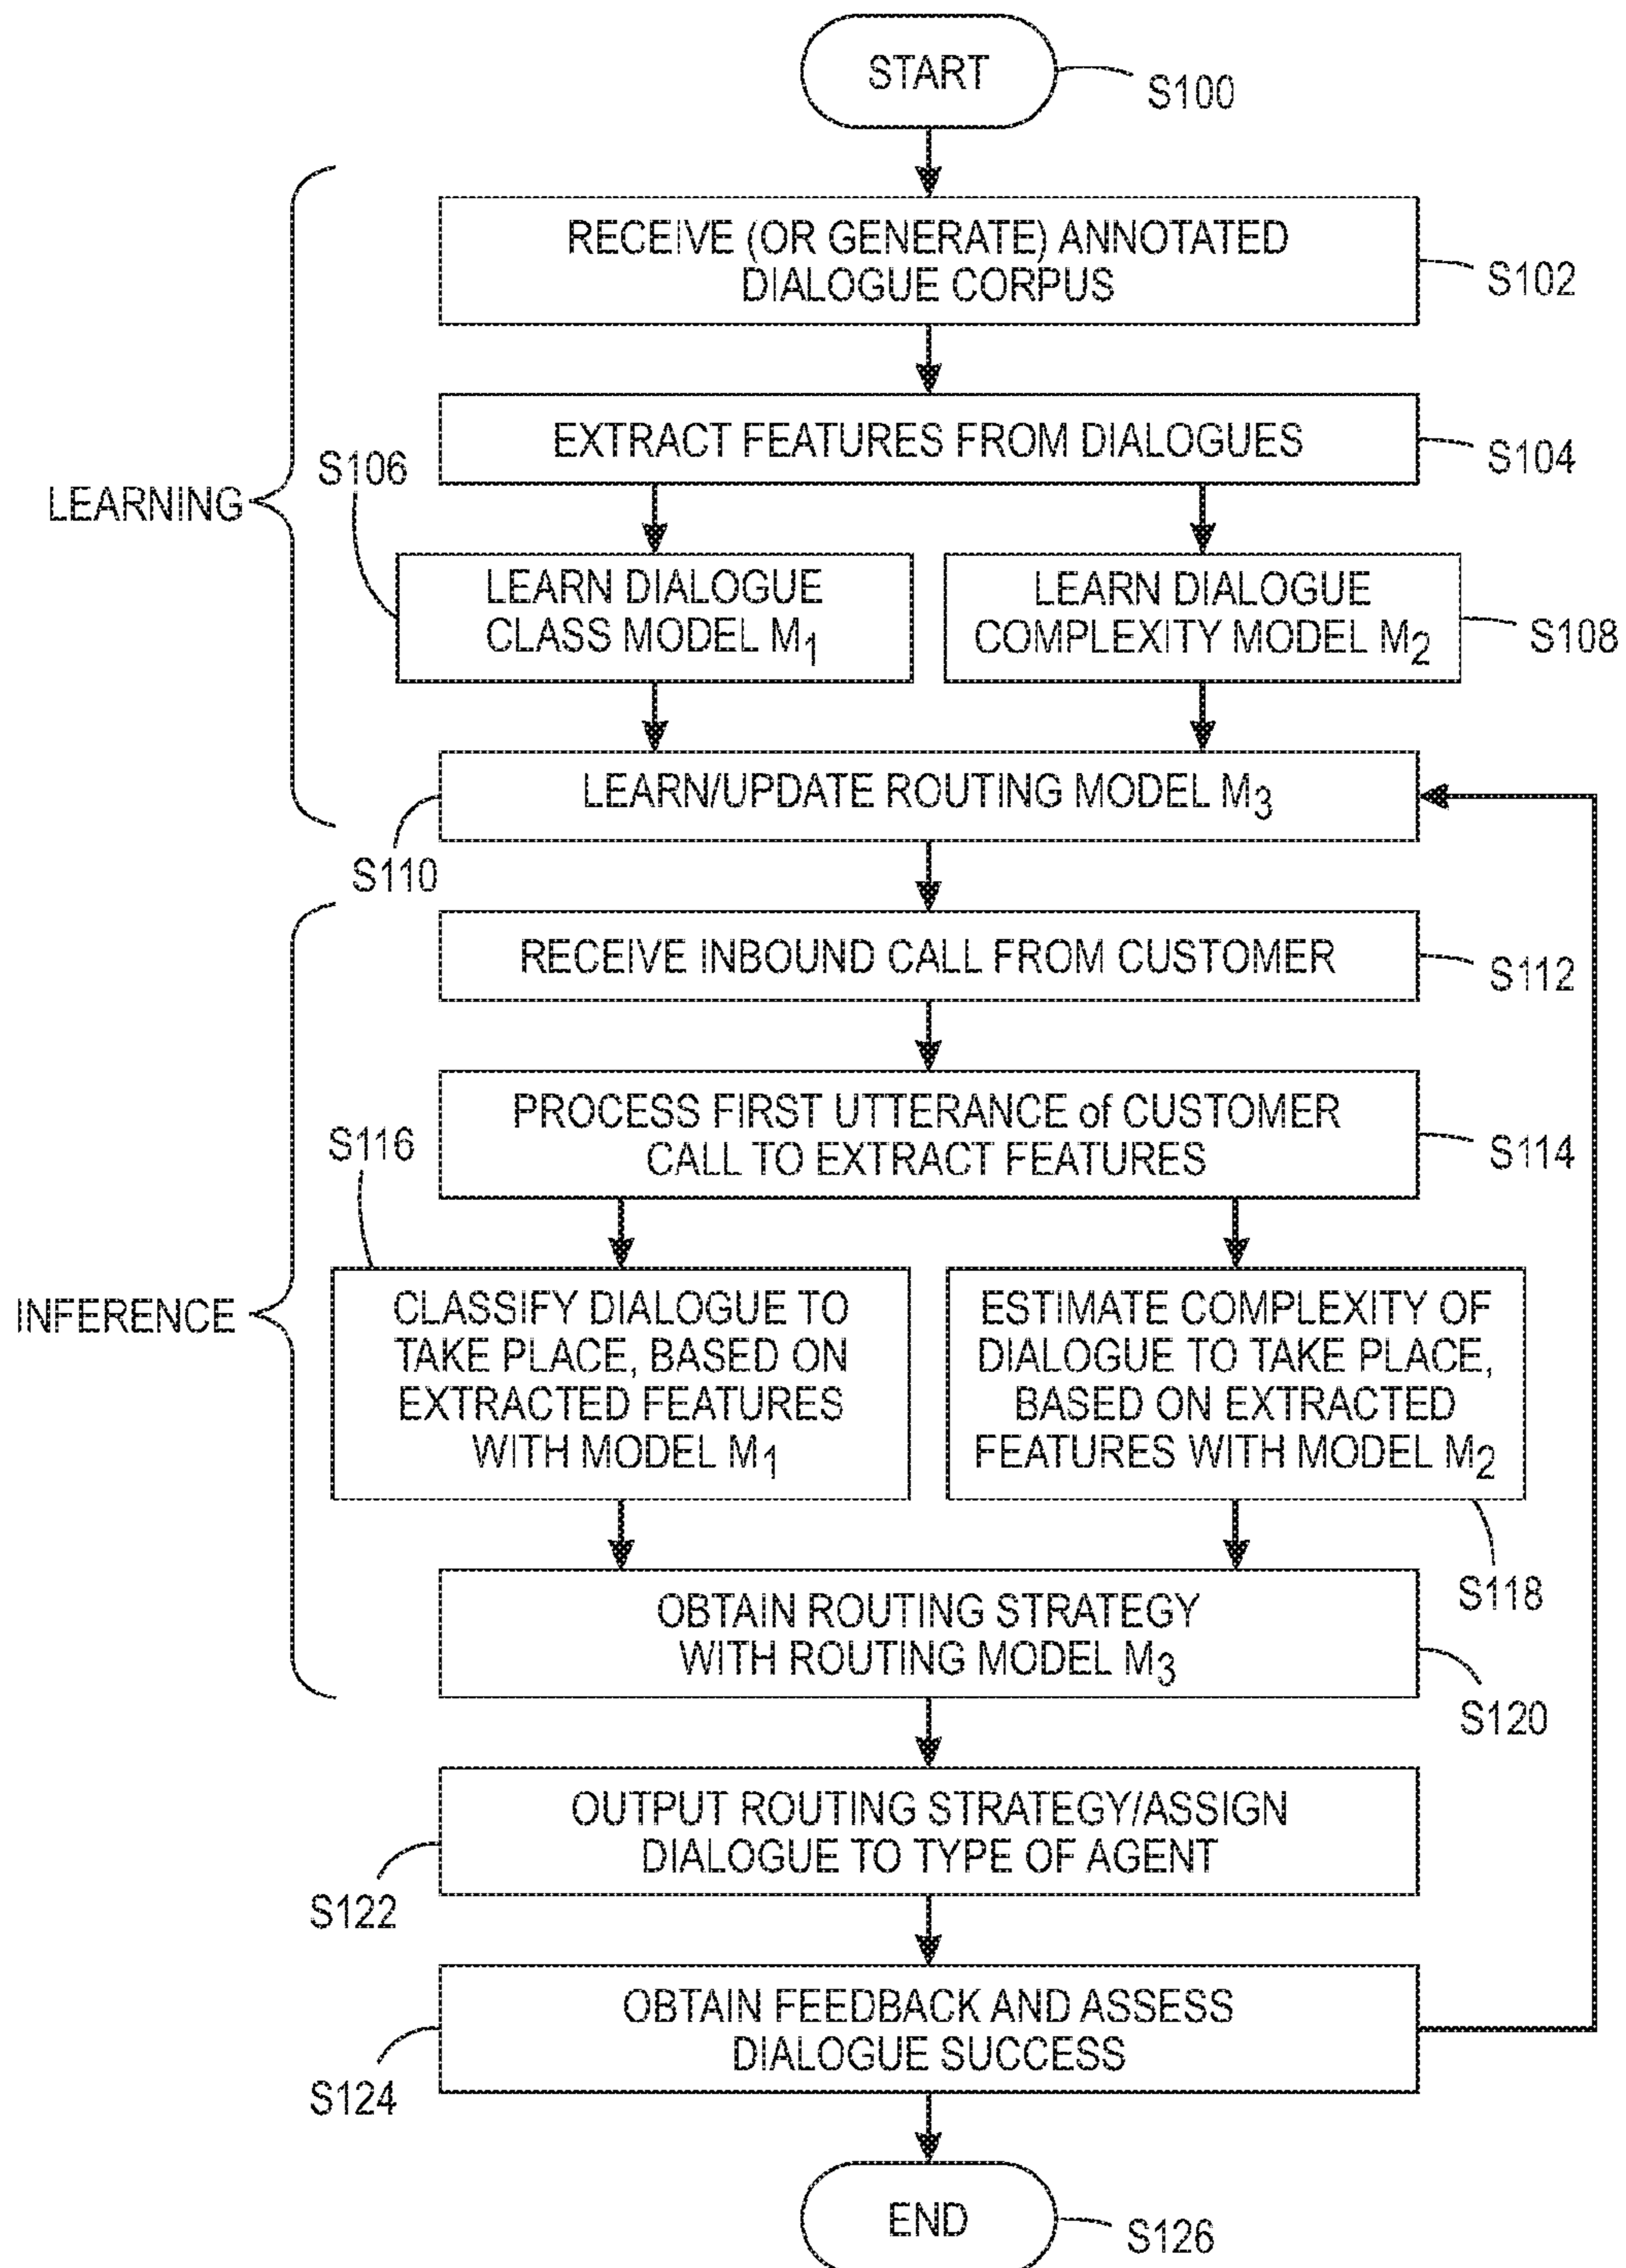 START
S100
RECEIVE (OR GENERATE) ANNOTATED
DIALOGUE CORPUS
S102
EXTRACT FEATURES FROM DIALOGUES
S104
LEARNING
S106
LEARN DIALOGUE
CLASS MODEL M1
LEARN DIALOGUE
COMPLEXITY MODEL M2
S108
LEARN/UPDATE ROUTING MODEL M3
S110
RECEIVE INBOUND CALL FROM CUSTOMER
S112
PROCESS FIRST UTTERANCE of CUSTOMER
CALL TO EXTRACT FEATURES
S114
INFERENCE
S116
CLASSIFY DIALOGUE TO
TAKE PLACE, BASED ON
EXTRACTED FEATURES
WITH MODEL M1
ESTIMATE COMPLEXITY OF
DIALOGUE TO TAKE PLACE,
BASED ON EXTRACTED
FEATURES WITH MODEL M2
S118
OBTAIN ROUTING STRATEGY
WITH ROUTING MODEL M3
S120
OUTPUT ROUTING STRATEGY/ASSIGN
DIALOGUE TO TYPE OF AGENT
S122
OBTAIN FEEDBACK AND ASSESS
DIALOGUE SUCCESS
S124
END
S126